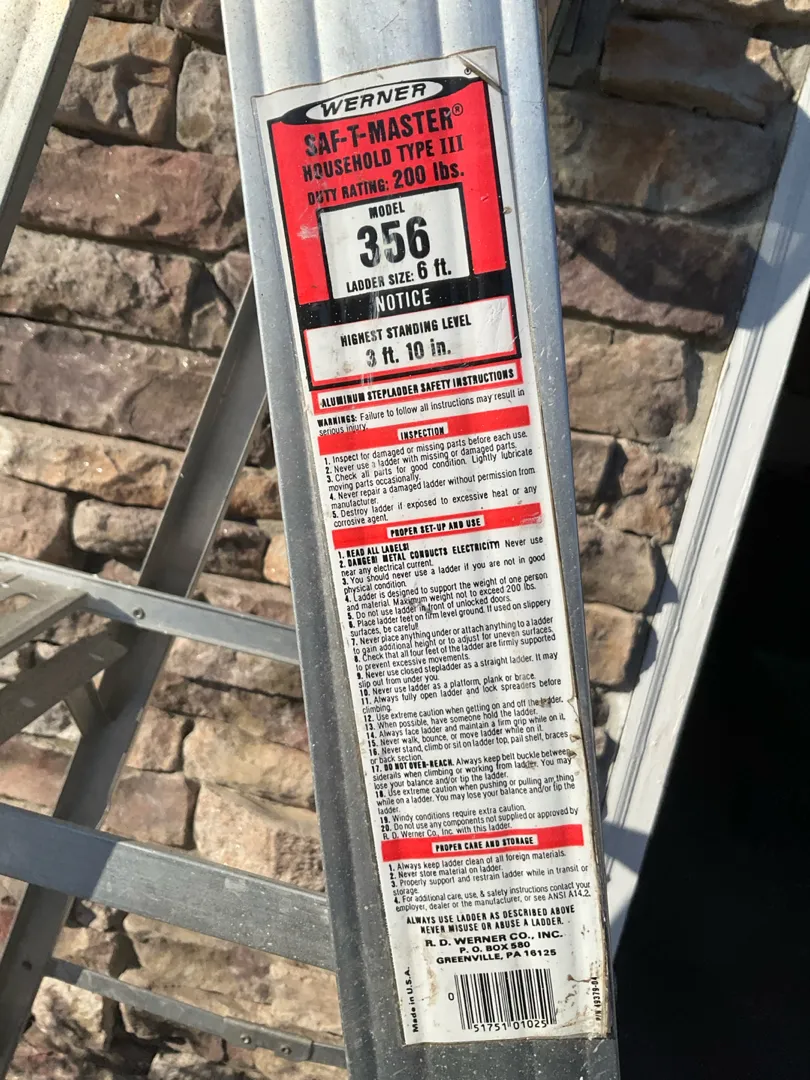 WERNER
SAF-T-MASTER®
HOUSEHOLD TYPE III
DUTY RATING: 200 lbs.
MODEL
356
LADDER SIZE: 6 ft.
NOTICE
HIGHEST STANDING LEVEL
3 ft. 10 in.
ALUMINUM STEPLADDER SAFETY INSTRUCTIONS
WARNINGS: Failure to follow all instructions may result in
serious injury.
INSPECTION
1. Inspect for damaged or missing parts before each use.
2. Never use a ladder with missing or damaged parts.
3. Check all parts for good condition. Lightly lubricate
moving parts occasionally.
4. Never repair a damaged ladder without permission from
manufacturer.
5. Destroy ladder if exposed to excessive heat or any
corrosive agent.
PROPER SET-UP AND USE
1. READ ALL LABELS!
2. DANGER! METAL CONDUCTS ELECTRICITY! Never use
near any electrical current.
3. You should never use a ladder if you are not in good
physical condition.
4. Ladder is designed to support the weight of one person
and material. Maximum weight not to exceed 200 lbs.
5. Do not use ladder in front of unlocked doors.
6. Place ladder feet on firm level ground. If used on slippery
surfaces, be careful!
7. Never place anything under or attach anything to a ladder
to gain additional height or to adjust for uneven surfaces.
8. Check that all four feet of the ladder are firmly supported
to prevent excessive movements.
9. Never use closed stepladder as a straight ladder. It may
slip out from under you.
10. Never use ladder as a platform, plank or brace.
11. Always fully open ladder and lock spreaders before
climbing.
12. Use extreme caution when getting on and off the ladder.
13. When possible, have someone hold the ladder.
14. Always face ladder and maintain a firm grip while on it.
15. Never walk, bounce, or move ladder while on it.
16. Never stand, climb or sit on ladder top, pail shelf, braces
or back section.
17. DO NOT OVER-REACH. Always keep belt buckle between
siderails when climbing or working from ladder. You may
lose your balance and/or tip the ladder.
18. Use extreme caution when pushing or pulling anything
while on a ladder. You may lose your balance and/or tip the
ladder.
19. Windy conditions require extra caution.
20. Do not use any components not supplied or approved by
R. D. Werner Co., Inc. with this ladder.
PROPER CARE AND STORAGE
1. Always keep ladder clean of all foreign materials.
2. Never store material on ladder.
3. Properly support and restrain ladder while in transit or
storage.
4. For additional care, use, & safety instructions contact your
employer, dealer or the manufacturer, or see ANSI A14.2.
ALWAYS USE LADDER AS DESCRIBED ABOVE
NEVER MISUSE OR ABUSE A LADDER.
R. D. WERNER CO., INC.
P. O. BOX 580
GREENVILLE, PA 16125
Made in U.S.A.
0 51751 01025
P/N 49379-04